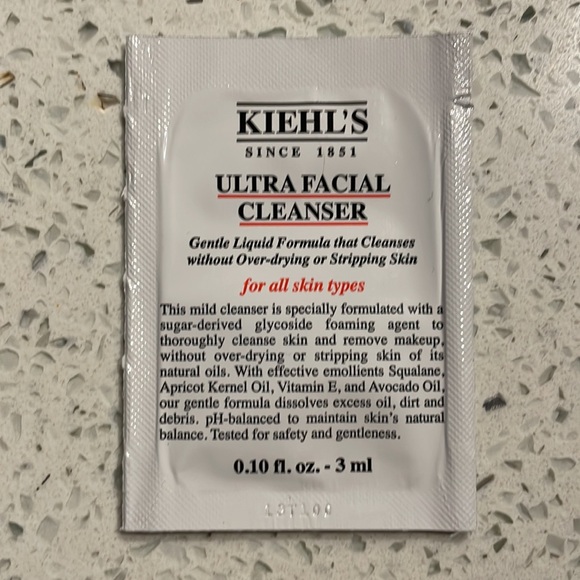 KIEHL'S
SINCE 1851
ULTRA FACIAL
CLEANSER
Gentle Liquid Formula that Cleanses
without Over-drying or Stripping Skin
for all skin types
This mild cleanser is specially formulated with a
sugar-derived glycoside foaming agent to
thoroughly cleanse skin and remove makeup,
without over-drying or stripping skin of its
natural oils. With effective emollients Squalane,
Apricot Kernel Oil, Vitamin E, and Avocado Oil,
our gentle formula dissolves excess oil, dirt and
debris. pH-balanced to maintain skin's natural
balance. Tested for safety and gentleness.
0.10 fl. oz. - 3 ml